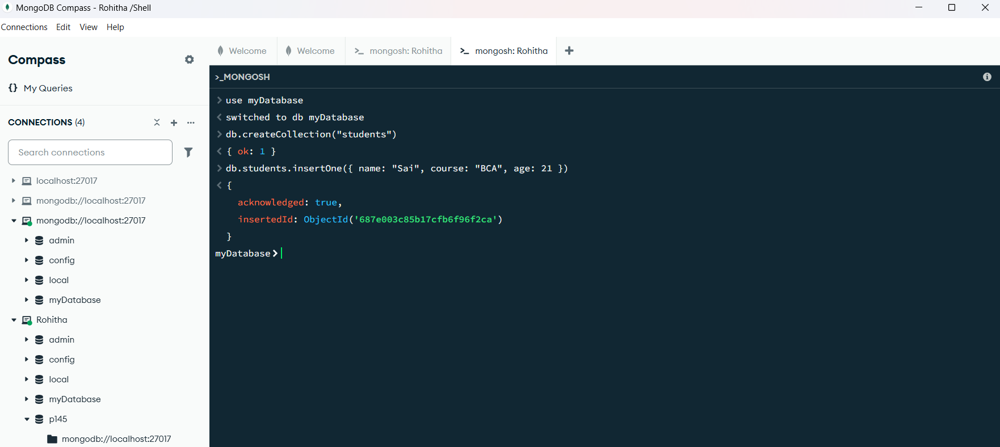 MongoDB Compass - Rohitha /Shell
Connections Edit View Help
Compass
My Queries
CONNECTIONS (4)
Search connections
localhost:27017
mongodb://localhost:27017
mongodb://localhost:27017
admin
config
local
myDatabase
Rohitha
admin
config
local
myDatabase
p145
mongodb://localhost:27017
Welcome Welcome >_ mongosh: Rohitha >_ mongosh: Rohitha
>_MONGOSH
> use myDatabase
< switched to db myDatabase
> db.createCollection("students")
< { ok: 1 }
> db.students.insertOne({ name: "Sai", course: "BCA", age: 21 })
< {
acknowledged: true,
insertedId: ObjectId('687e003c85b17cfb6f96f2ca')
}
myDatabase>